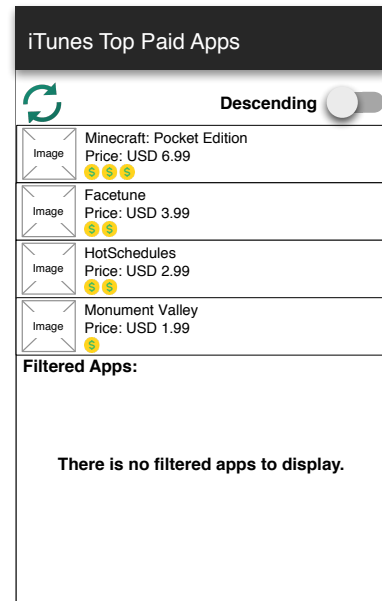 iTunes Top Paid Apps
Descending
Image
Minecraft: Pocket Edition
Price: USD 6.99
$ $ $
Image
Facetune
Price: USD 3.99
$ $
Image
HotSchedules
Price: USD 2.99
$ $
Image
Monument Valley
Price: USD 1.99
$
Filtered Apps:
There is no filtered apps to display.